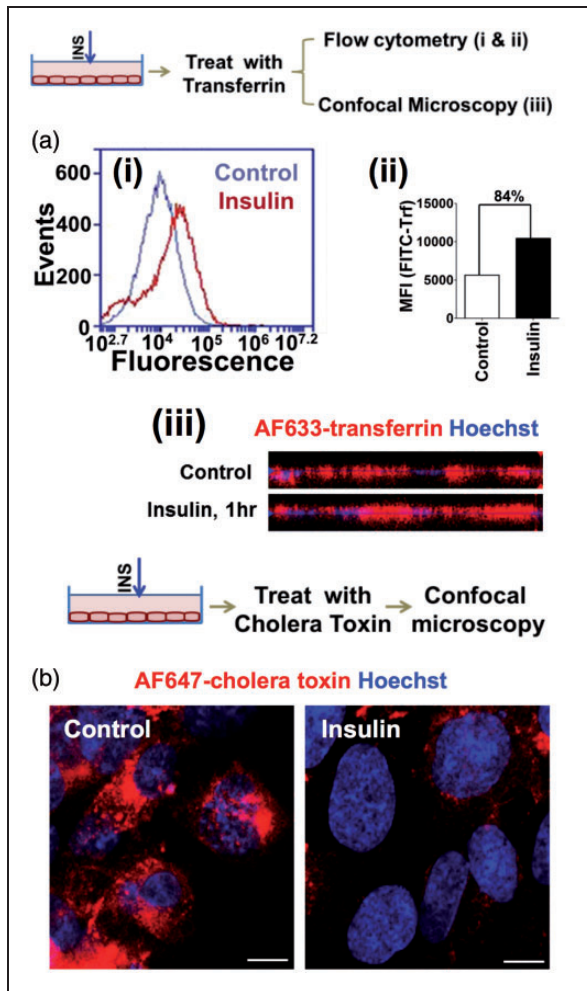 INS
Treat with
Transferrin
Flow cytometry (i & ii)
Confocal Microscopy (iii)
(a)
(i)
Control
Insulin
Events
600
400
200
0
10^2.7 10^4 10^5 10^6 10^7.2
Fluorescence
(ii)
84%
MFI (FITC-Trf)
15000
10000
5000
0
Control
Insulin
(iii)
AF633-transferrin Hoechst
Control
Insulin, 1hr
INS
Treat with
Cholera Toxin
Confocal
microscopy
(b)
AF647-cholera toxin Hoechst
Control
Insulin